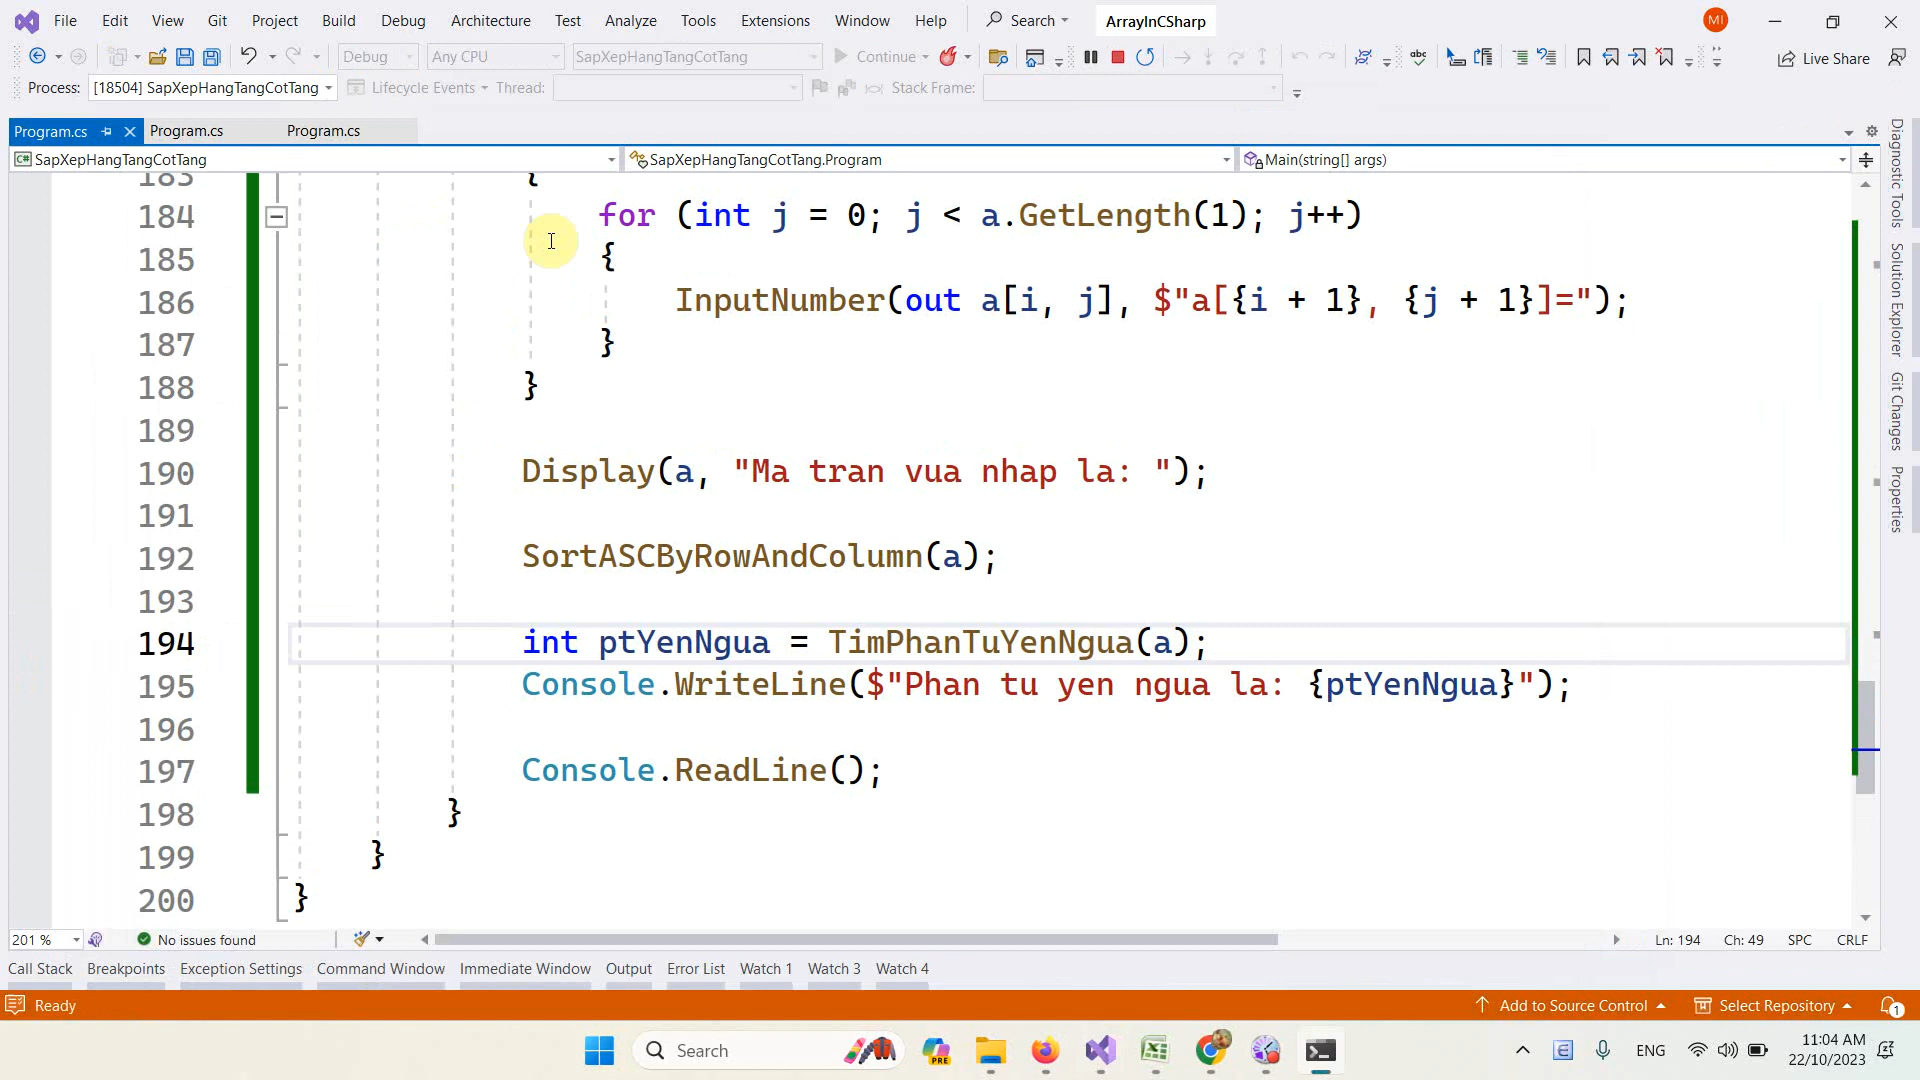 File Edit View Git Project Build Debug Architecture Test Analyze Tools Extensions Window Help Search ArrayInCSharp MI
Debug Any CPU SapXepHangTangCotTang Continue Live Share
Process: [18504] SapXepHangTangCotTang Lifecycle Events Thread: Stack Frame:
Program.cs Program.cs Program.cs
SapXepHangTangCotTang SapXepHangTangCotTang.Program Main(string[] args)
183 {
184 for (int j = 0; j < a.GetLength(1); j++)
185 {
186 InputNumber(out a[i, j], $"a[{i + 1}, {j + 1}]=");
187 }
188 }
189
190 Display(a, "Ma tran vua nhap la: ");
191
192 SortASCByRowAndColumn(a);
193
194 int ptYenNgua = TimPhanTuYenNgua(a);
195 Console.WriteLine($"Phan tu yen ngua la: {ptYenNgua}");
196
197 Console.ReadLine();
198 }
199 }
200 }
Diagnostic Tools
Solution Explorer
Git Changes
Properties
201 % No issues found Ln: 194 Ch: 49 SPC CRLF
Call Stack Breakpoints Exception Settings Command Window Immediate Window Output Error List Watch 1 Watch 3 Watch 4
Ready Add to Source Control Select Repository 1
Search PRE ENG 11:04 AM
22/10/2023